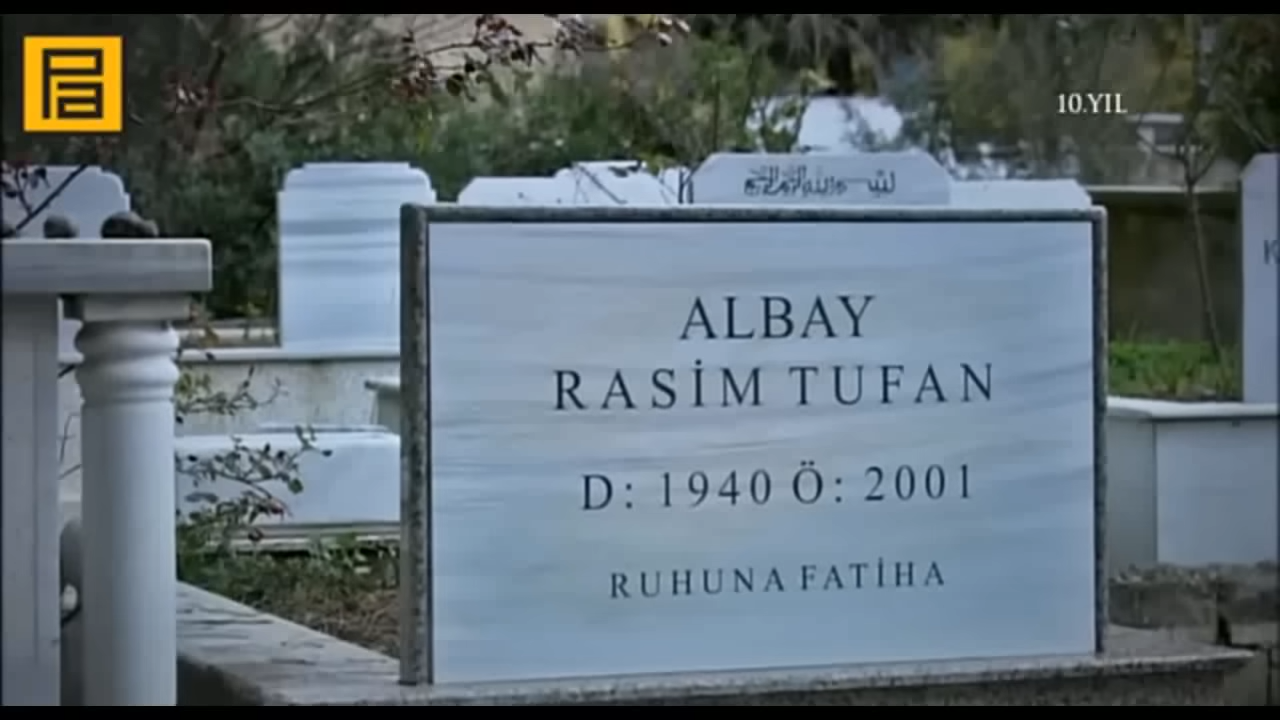 10.YIL
ALBAY
RASİM TUFAN
D: 1940 Ö: 2001
RUHUNA FATİHA